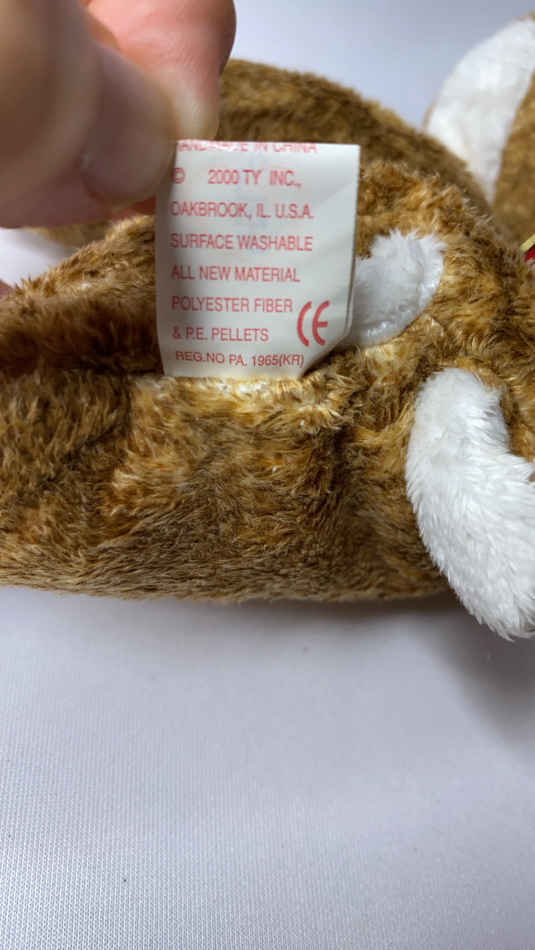 HANDMADE IN CHINA
© 2000 TY INC.,
OAKBROOK, IL. U.S.A.
SURFACE WASHABLE
ALL NEW MATERIAL
POLYESTER FIBER
& P.E. PELLETS CE
REG.NO PA. 1965(KR)